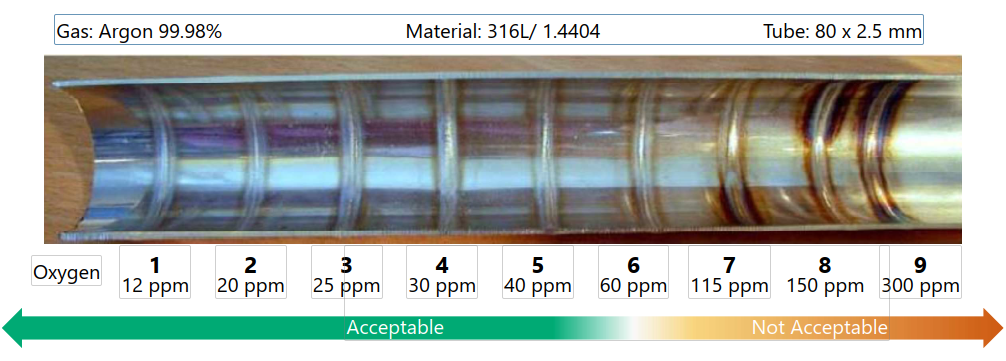 Gas: Argon 99.98% Material: 316L/ 1.4404 Tube: 80 x 2.5 mm
1 2 3 4 5 6 7 8 9
Oxygen 12 ppm 20 ppm 25 ppm 30 ppm 40 ppm 60 ppm 115 ppm 150 ppm 300 ppm
Acceptable Not Acceptable